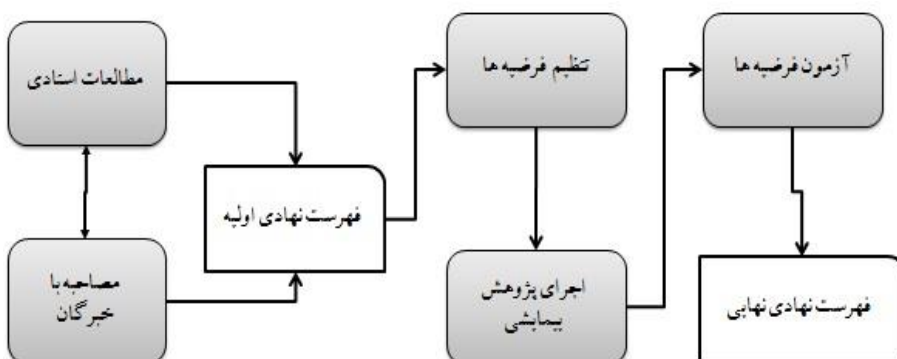 مطالعات اسنادی
مصاحبه با
خبرگان
فهرست نهادی اولیه
تنظیم فرضیه ها
اجرای پژوهش
پیمایشی
آزمون فرضیه ها
فهرست نهادی نهایی